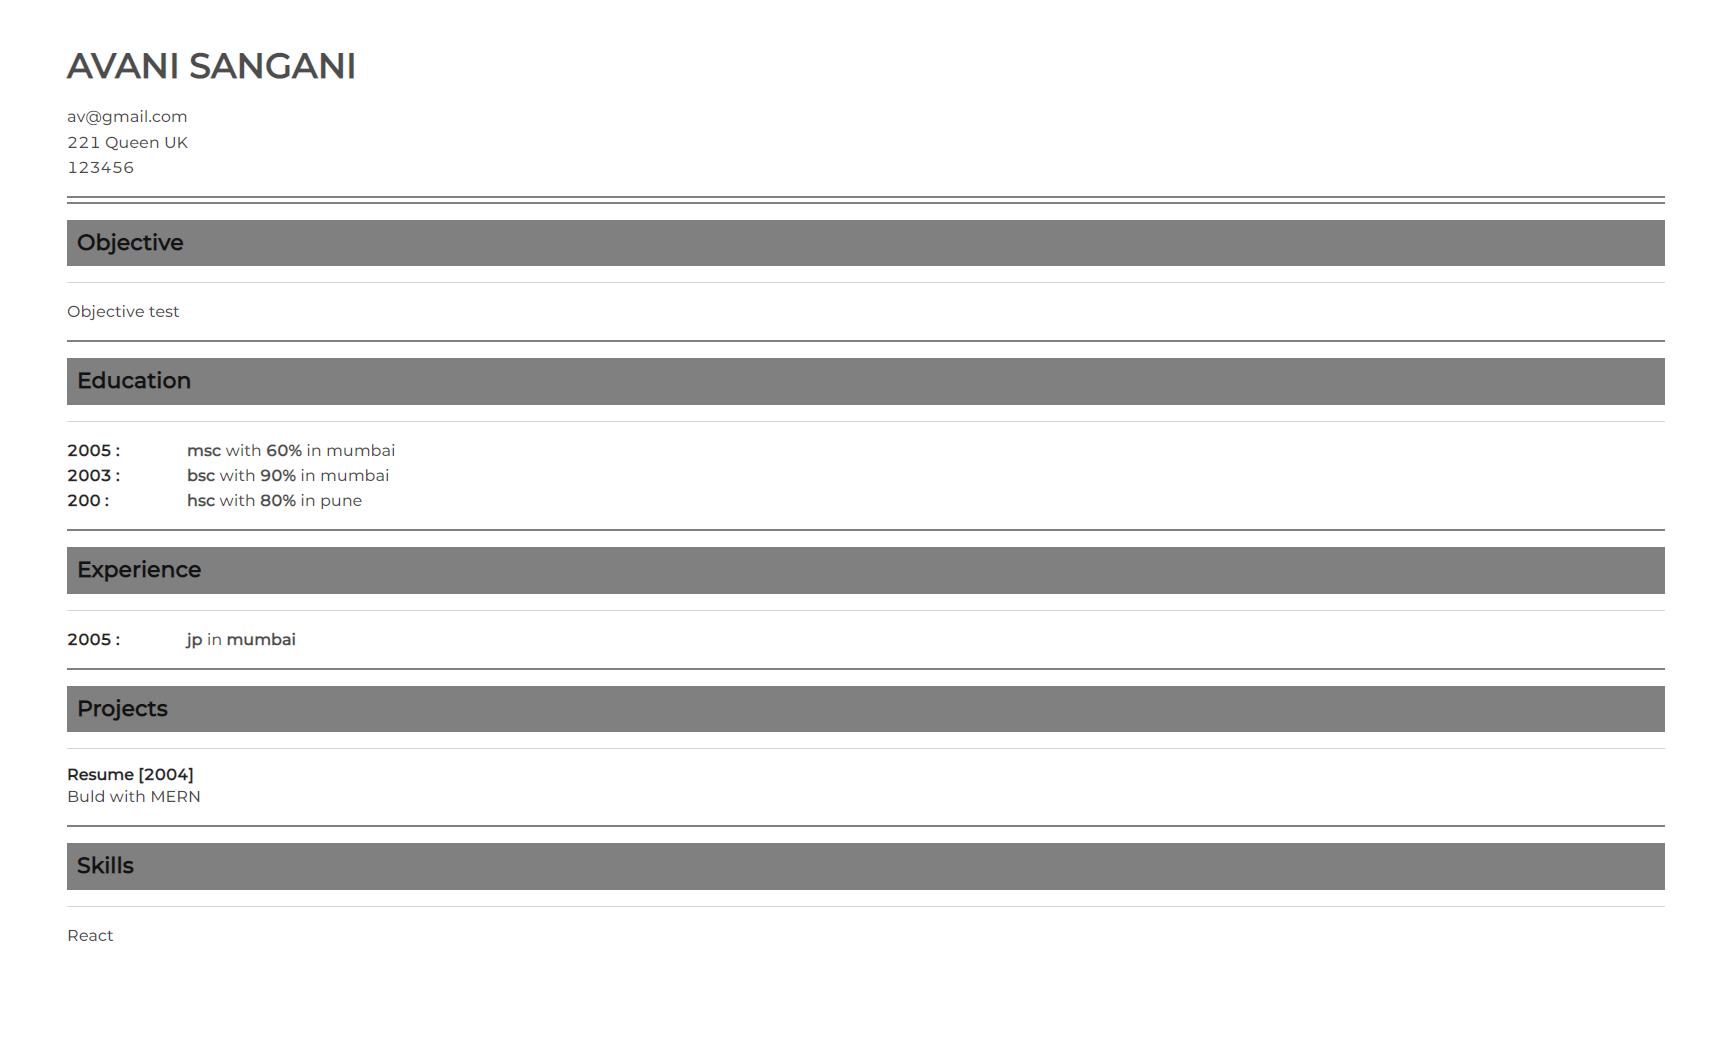 AVANI SANGANI
av@gmail.com
221 Queen UK
123456
Objective
Objective test
Education
2005 : msc with 60% in mumbai
2003 : bsc with 90% in mumbai
200 : hsc with 80% in pune
Experience
2005 : jp in mumbai
Projects
Resume [2004]
Buld with MERN
Skills
React